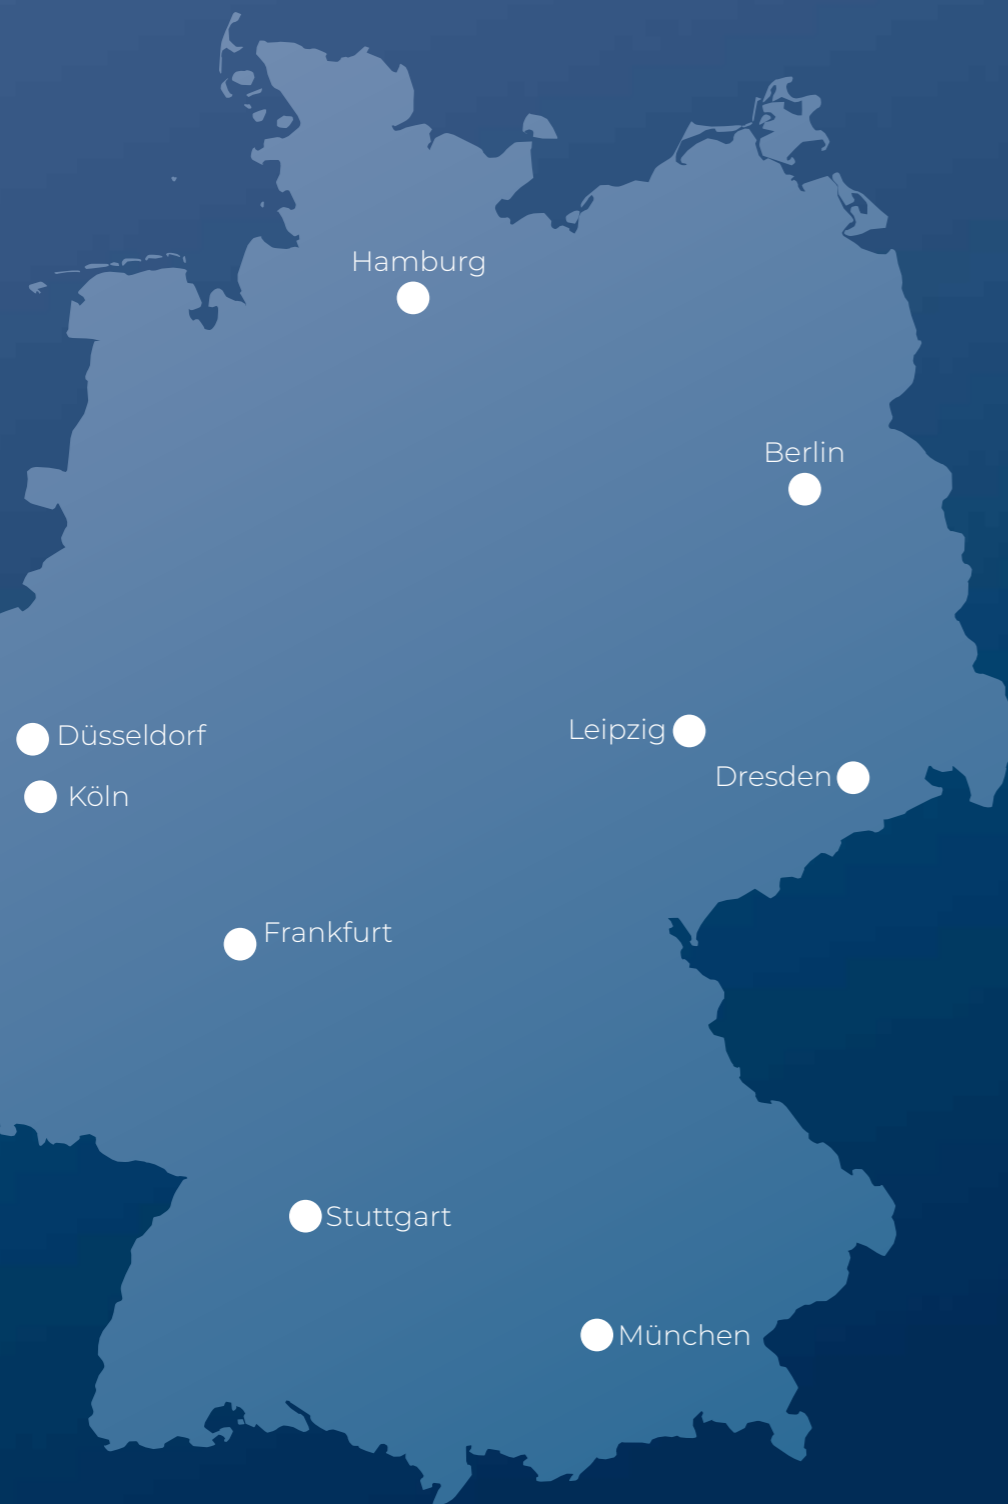 Hamburg
Berlin
Düsseldorf
Leipzig
Dresden
Köln
Frankfurt
Stuttgart
München